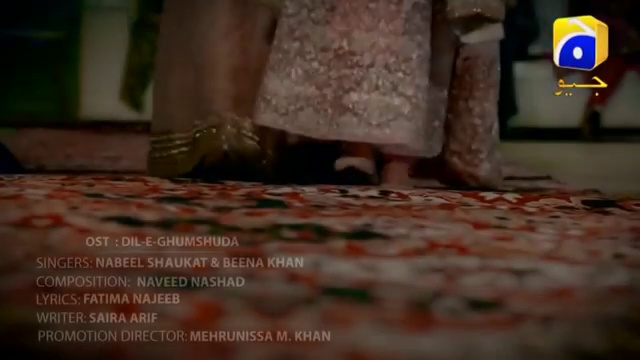 جیو
OST : DIL-E-GHUMSHUDA
SINGERS: NABEEL SHAUKAT & BEENA KHAN
COMPOSITION: NAVEED NASHAD
LYRICS: FATIMA NAJEEB
WRITER: SAIRA ARIF
PROMOTION DIRECTOR: MEHRUNISSA M. KHAN